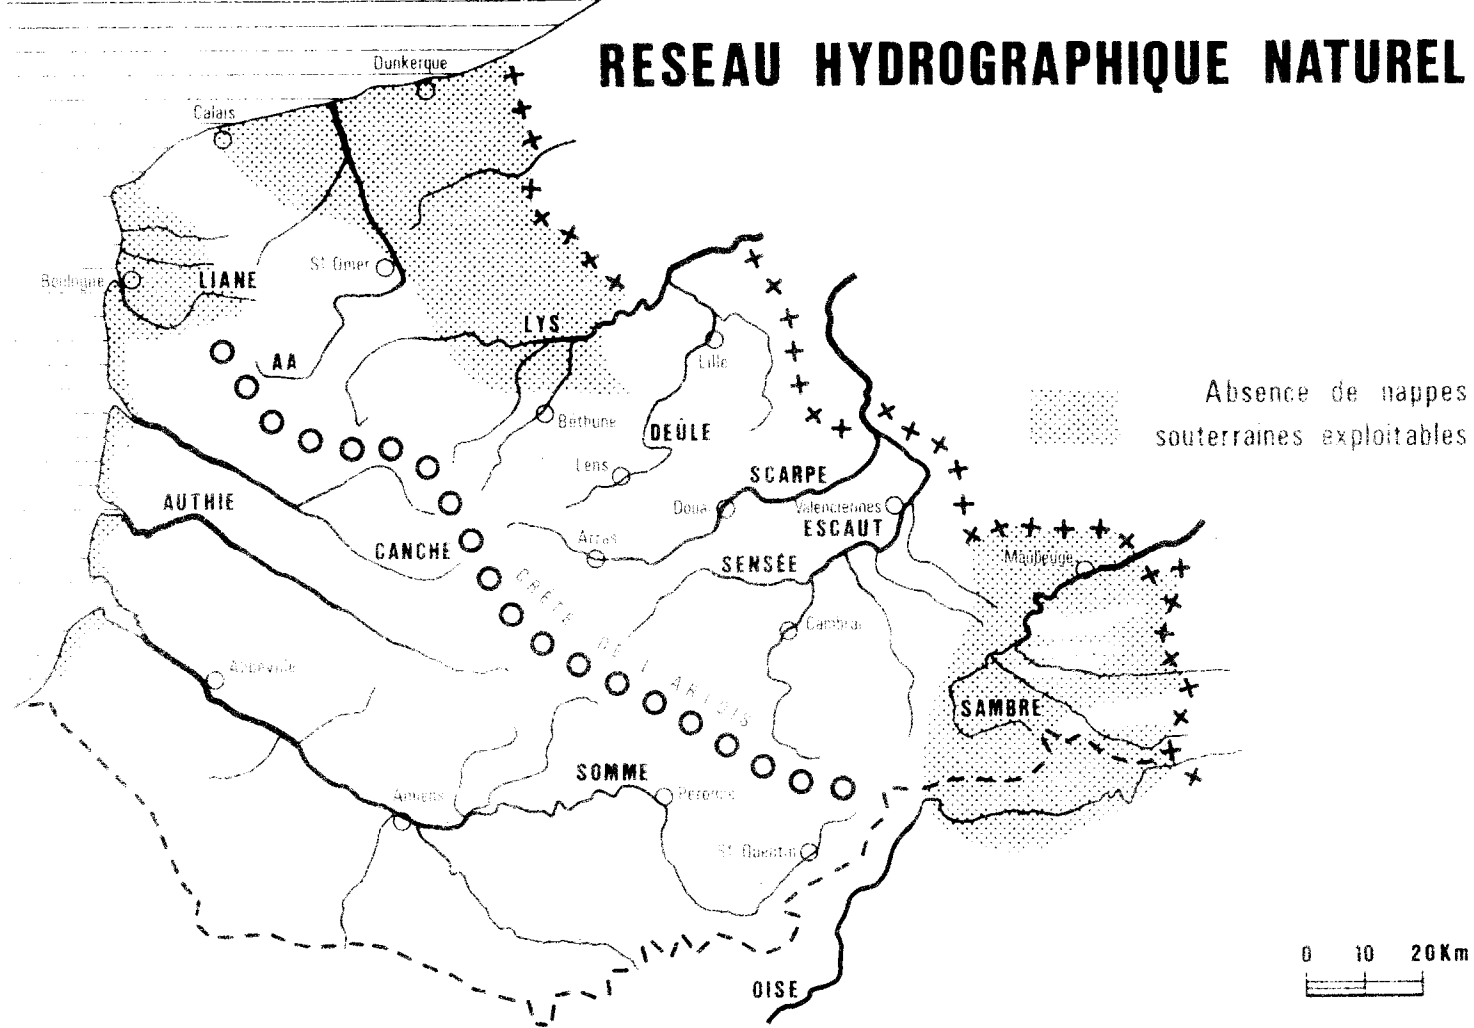 RESEAU HYDROGRAPHIQUE NATUREL
Dunkerque
Calais
Boulogne
LIANE
St Omer
AA
LYS
Lille
Béthune
DEÛLE
Lens
Absence de nappes
souterraines exploitables
AUTHIE
CANCHE
SCARPE
Douai
Valenciennes
ESCAUT
Arras
SENSÉE
Maubeuge
CRETE DE L ARTOIS
Cambrai
Abbeville
SAMBRE
SOMME
Amiens
Péronne
St Quentin
OISE
0 10 20Km